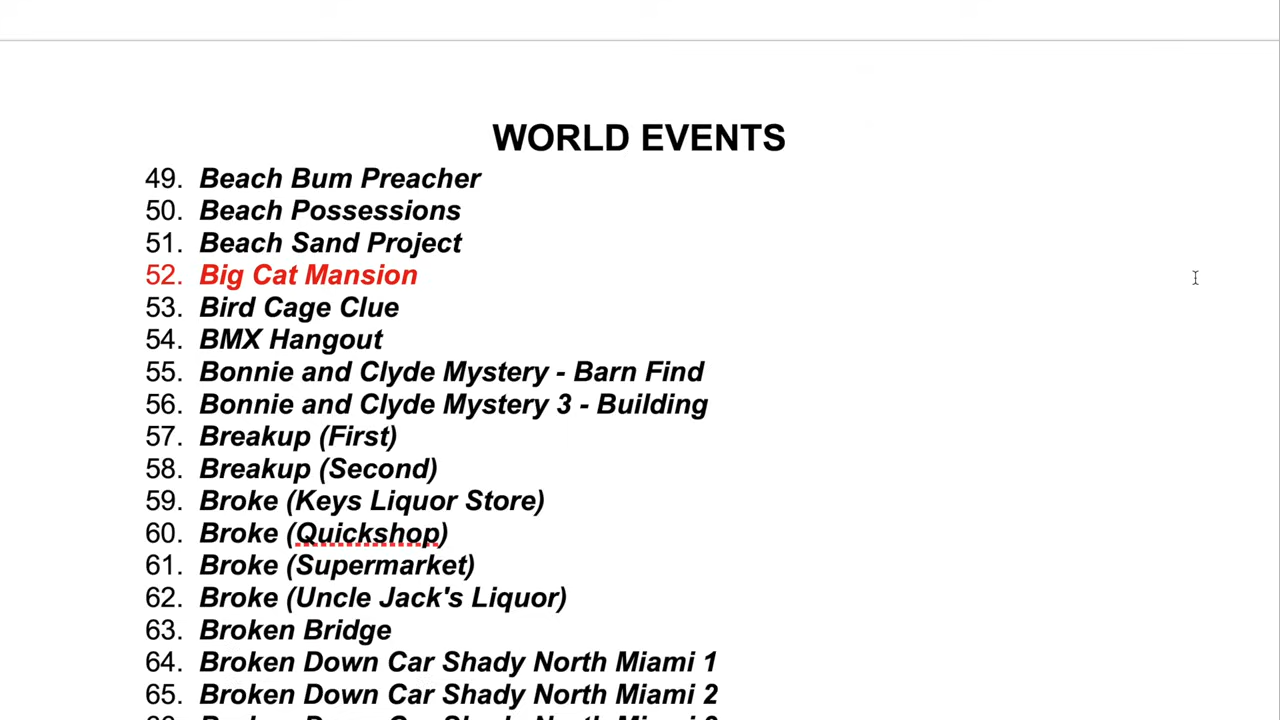 WORLD EVENTS
49. Beach Bum Preacher
50. Beach Possessions
51. Beach Sand Project
52. Big Cat Mansion
53. Bird Cage Clue
54. BMX Hangout
55. Bonnie and Clyde Mystery - Barn Find
56. Bonnie and Clyde Mystery 3 - Building
57. Breakup (First)
58. Breakup (Second)
59. Broke (Keys Liquor Store)
60. Broke (Quickshop)
61. Broke (Supermarket)
62. Broke (Uncle Jack's Liquor)
63. Broken Bridge
64. Broken Down Car Shady North Miami 1
65. Broken Down Car Shady North Miami 2